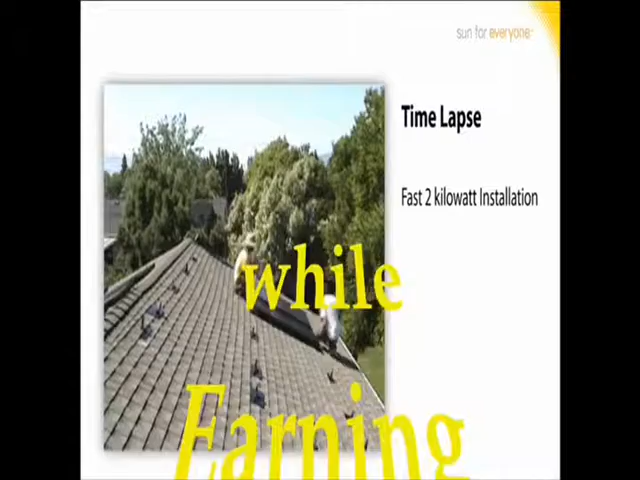 sun for everyone
Time Lapse
Fast 2 kilowatt Installation
while
Earning